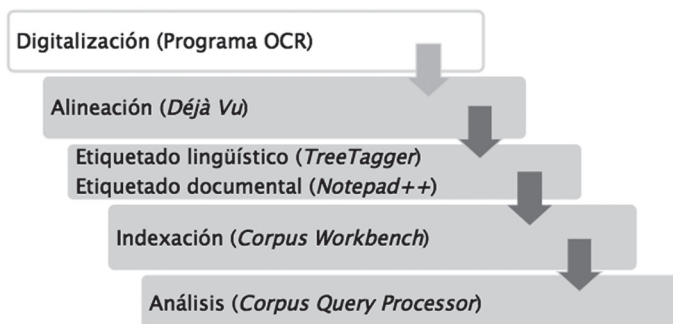 Digitalización (Programa OCR)
Alineación (Déjà Vu)
Etiquetado lingüístico (TreeTagger)
Etiquetado documental (Notepad++)
Indexación (Corpus Workbench)
Análisis (Corpus Query Processor)